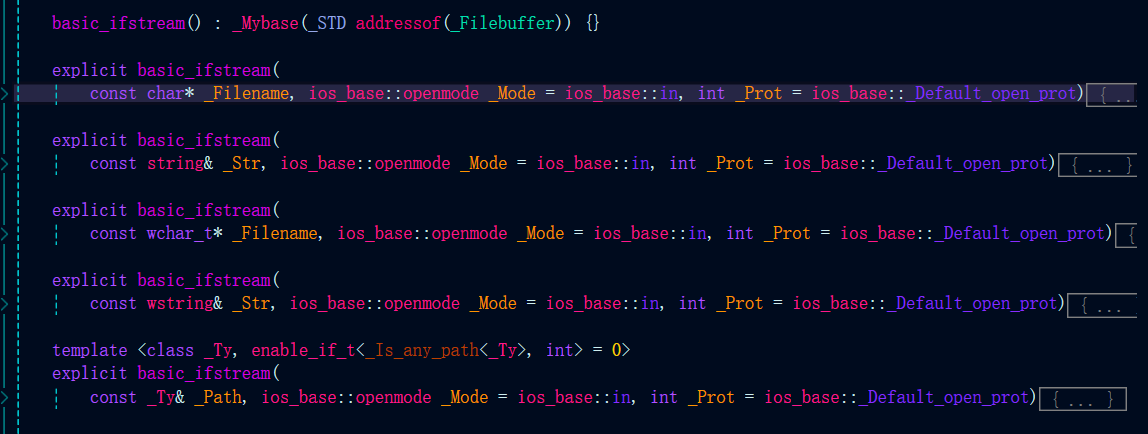 basic_ifstream() : _Mybase(_STD addressof(_Filebuffer)) {}
explicit basic_ifstream(
const char* _Filename, ios_base::openmode _Mode = ios_base::in, int _Prot = ios_base::_Default_open_prot) { ...
explicit basic_ifstream(
const string& _Str, ios_base::openmode _Mode = ios_base::in, int _Prot = ios_base::_Default_open_prot) { ... }
explicit basic_ifstream(
const wchar_t* _Filename, ios_base::openmode _Mode = ios_base::in, int _Prot = ios_base::_Default_open_prot) {
explicit basic_ifstream(
const wstring& _Str, ios_base::openmode _Mode = ios_base::in, int _Prot = ios_base::_Default_open_prot) { ...
template <class _Ty, enable_if_t<_Is_any_path<_Ty>, int> = 0>
explicit basic_ifstream(
const _Ty& _Path, ios_base::openmode _Mode = ios_base::in, int _Prot = ios_base::_Default_open_prot) { ... }